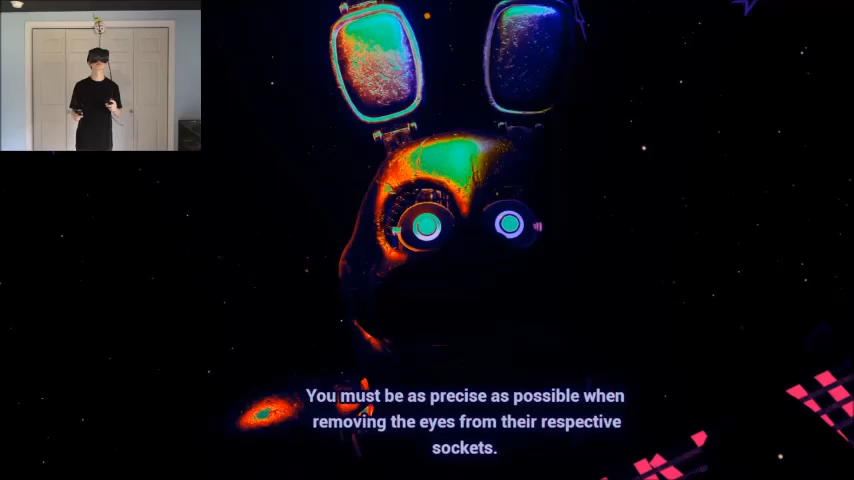 You must be as precise as possible when
removing the eyes from their respective
sockets.